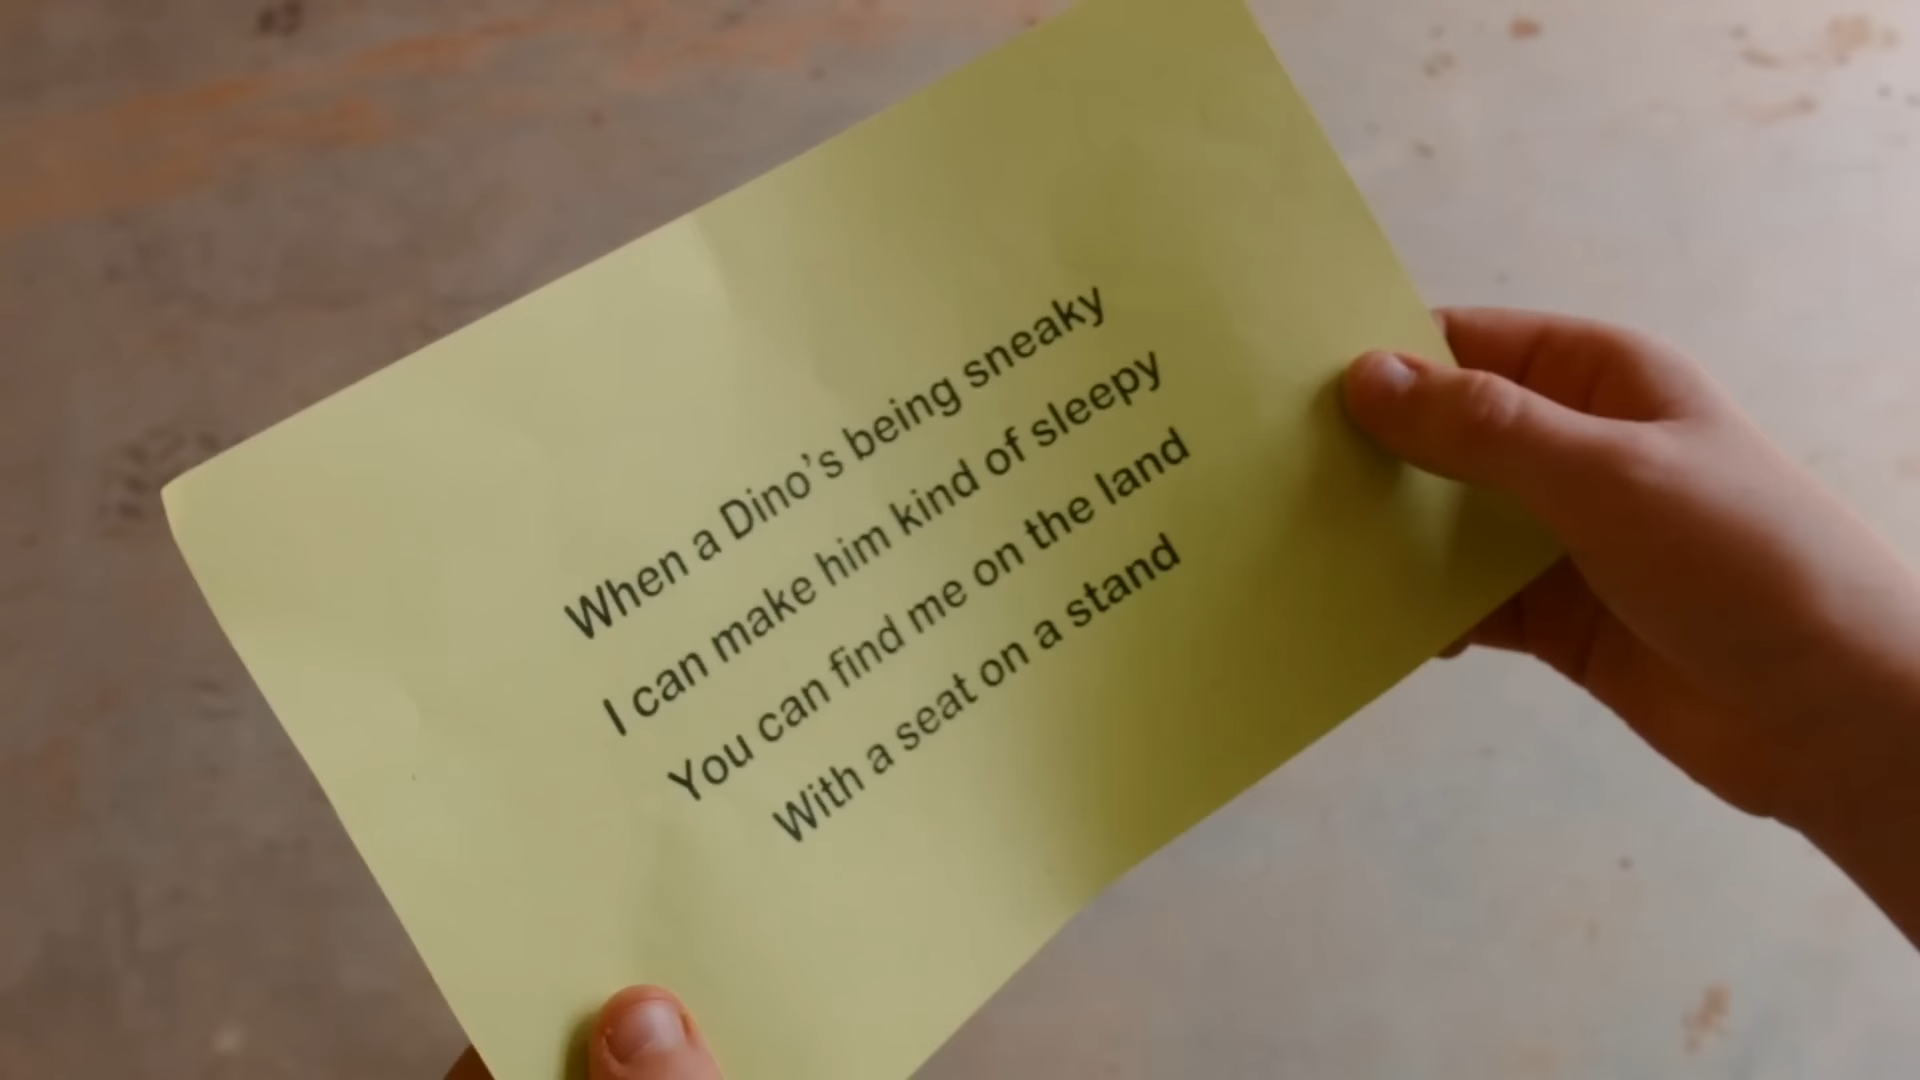 When a Dino’s being sneaky
I can make him kind of sleepy
You can find me on the land
With a seat on a stand